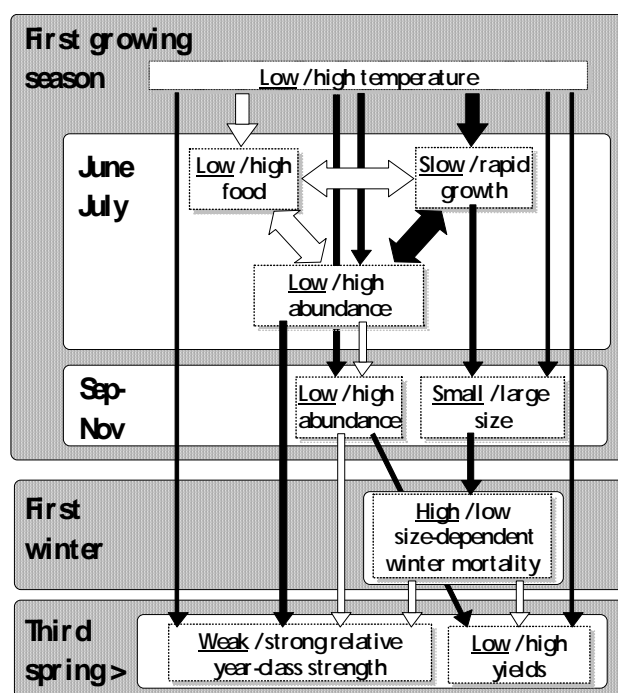 First growing
season
Low /high temperature
June
July
Low /high
food
Slow /rapid
growth
Low /high
abundance
Sep-
Nov
Low /high
abundance
Small /large
size
First
winter
High /low
size-dependent
winter mortality
Third
spring >
Weak /strong relative
year-class strength
Low /high
yields